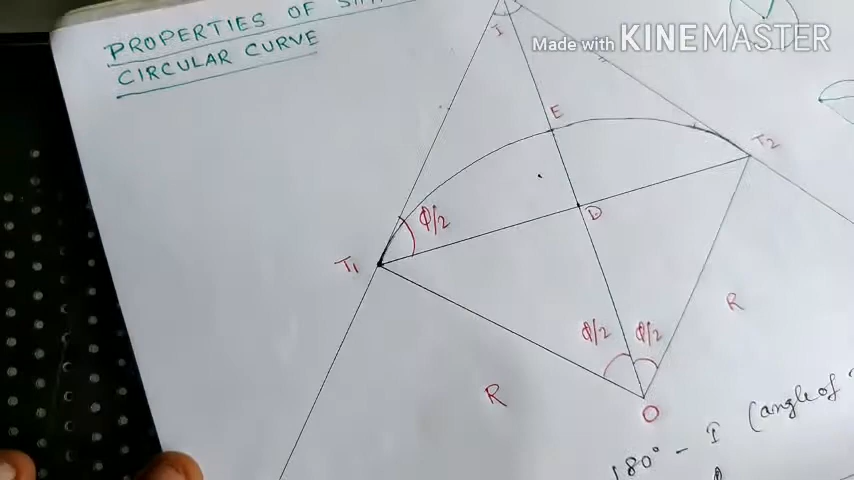 PROPERTIES OF
CIRCULAR CURVE
Made with KINEMASTER
I
E
T2
D
Φ/2
T1
Φ/2 Φ/2
R
R
O
(angle of
180° - I